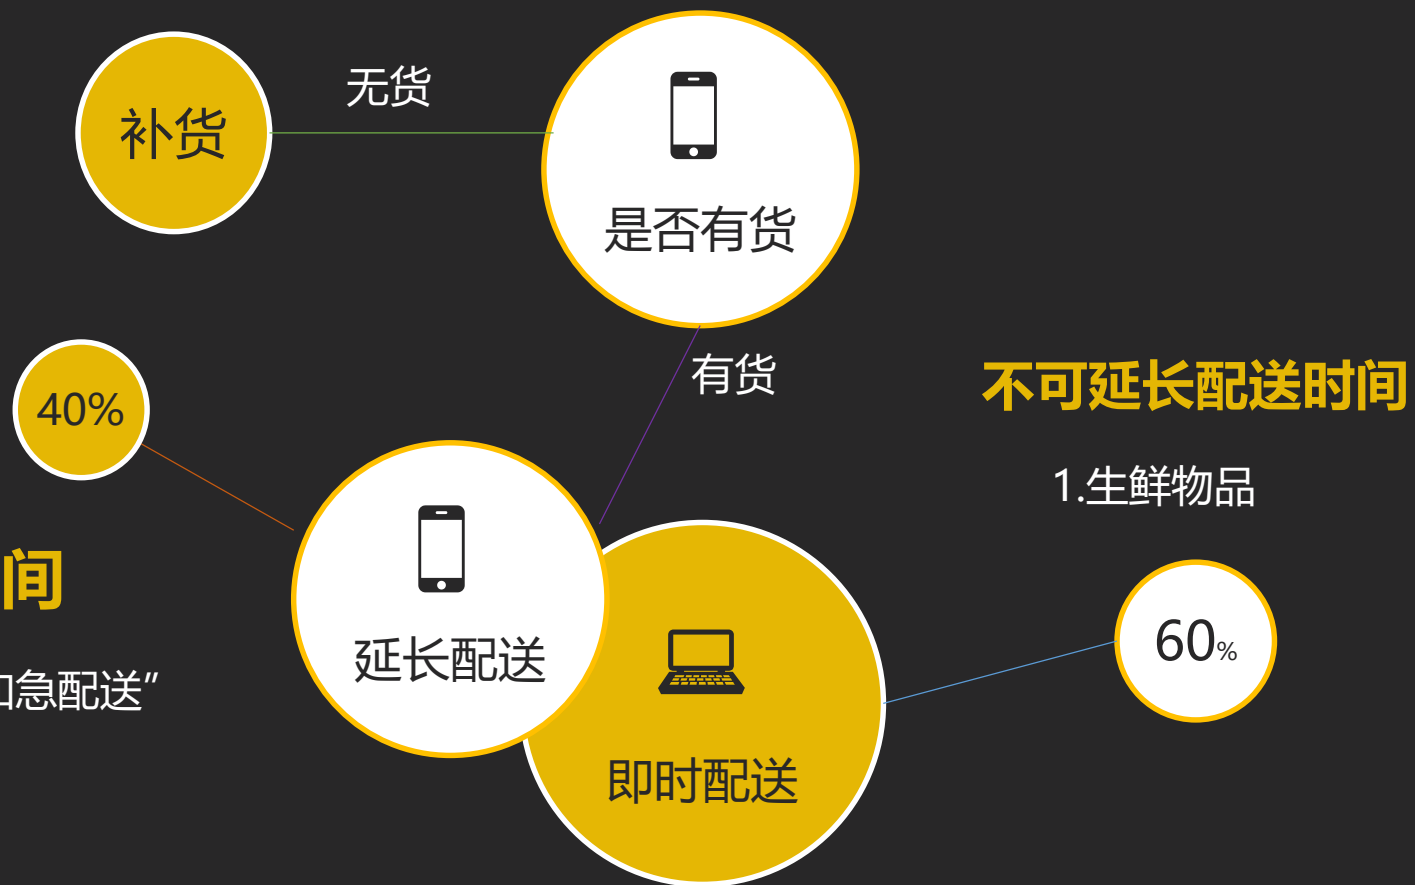 无货
补货
是否有货
有货
不可延长配送时间
40%
1.生鲜物品
间
急配送”
60%
延长配送
即时配送